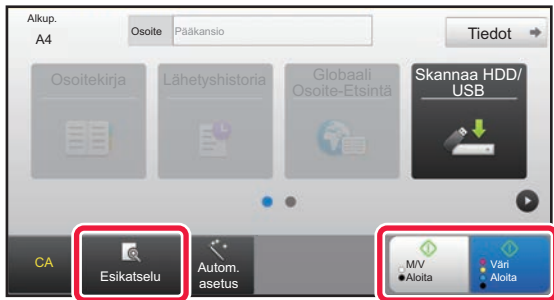 Alkup.
A4
Osoite
Pääkansio
Tiedot
Osoitekirja
Lähetyshistoria
Globaali
Osoite-Etsintä
Skannaa HDD/
USB
CA
Esikatselu
Autom.
asetus
M/V
Aloita
Väri
Aloita